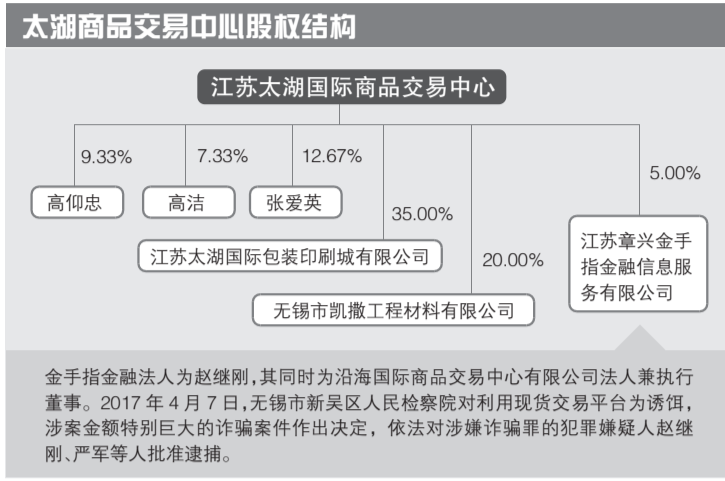 太湖商品交易中心股权结构
江苏太湖国际商品交易中心
9.33%
7.33%
12.67%
5.00%
高仰忠
高洁
张爱英
35.00%
江苏太湖国际包装印刷城有限公司
20.00%
江苏章兴金手
指金融信息服
务有限公司
无锡市凯撒工程材料有限公司
金手指金融法人为赵继刚,其同时为沿海国际商品交易中心有限公司法人兼执行
董事。2017年4月7日,无锡市新吴区人民检察院对利用现货交易平台为诱饵,
涉案金额特别巨大的诈骗案件作出决定,依法对涉嫌诈骗罪的犯罪嫌疑人赵继
刚、严军等人批准逮捕。